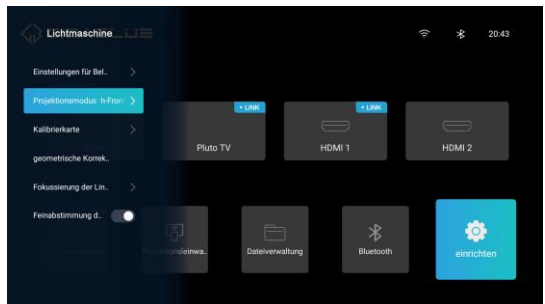 Lichtmaschine
20:43
Einstellungen für Bel..
Projektionsmodus h-Fron
Kalibrierkarte
geometrische Korrek..
Fokussierung der Lin..
Feinabstimmung d..
+ LINK
+ LINK
Pluto TV
HDMI 1
HDMI 2
Dateiverwaltung
Bluetooth
einrichten